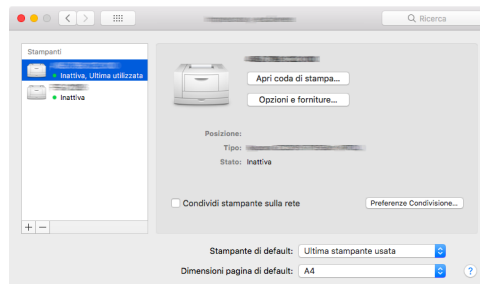 Ricerca
Stampanti
Inattiva, Ultima utilizzata
Inattiva
Apri coda di stampa...
Opzioni e forniture...
Posizione:
Tipo:
Stato: Inattiva
Condividi stampante sulla rete
Preferenze Condivisione...
+ −
Stampante di default: Ultima stampante usata
Dimensioni pagina di default: A4
?